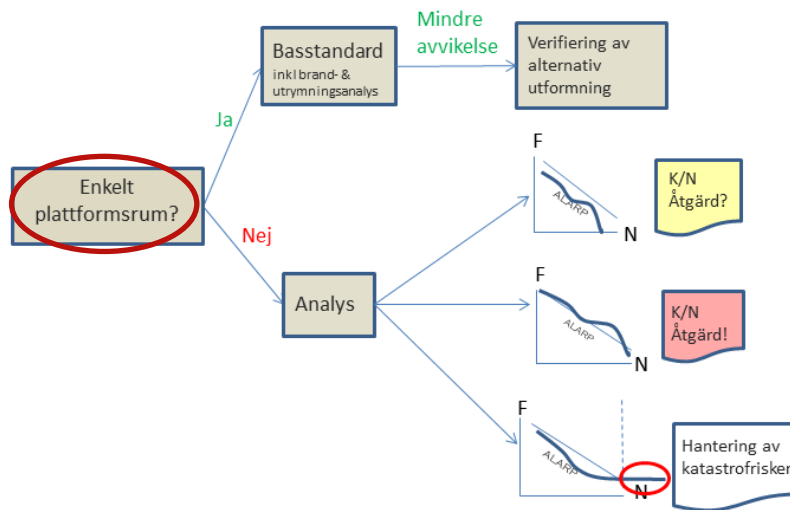 Mindre
avvikelse
Basstandard
inkl brand- &
utrymningsanalys
Verifiering av
alternativ
utformning
Ja
Enkelt
plattformsrum?
Nej
Analys
F
ALARP
N
K/N
Åtgärd?
F
ALARP
N
K/N
Åtgärd!
F
ALARP
N
Hantering av
katastrofrisker